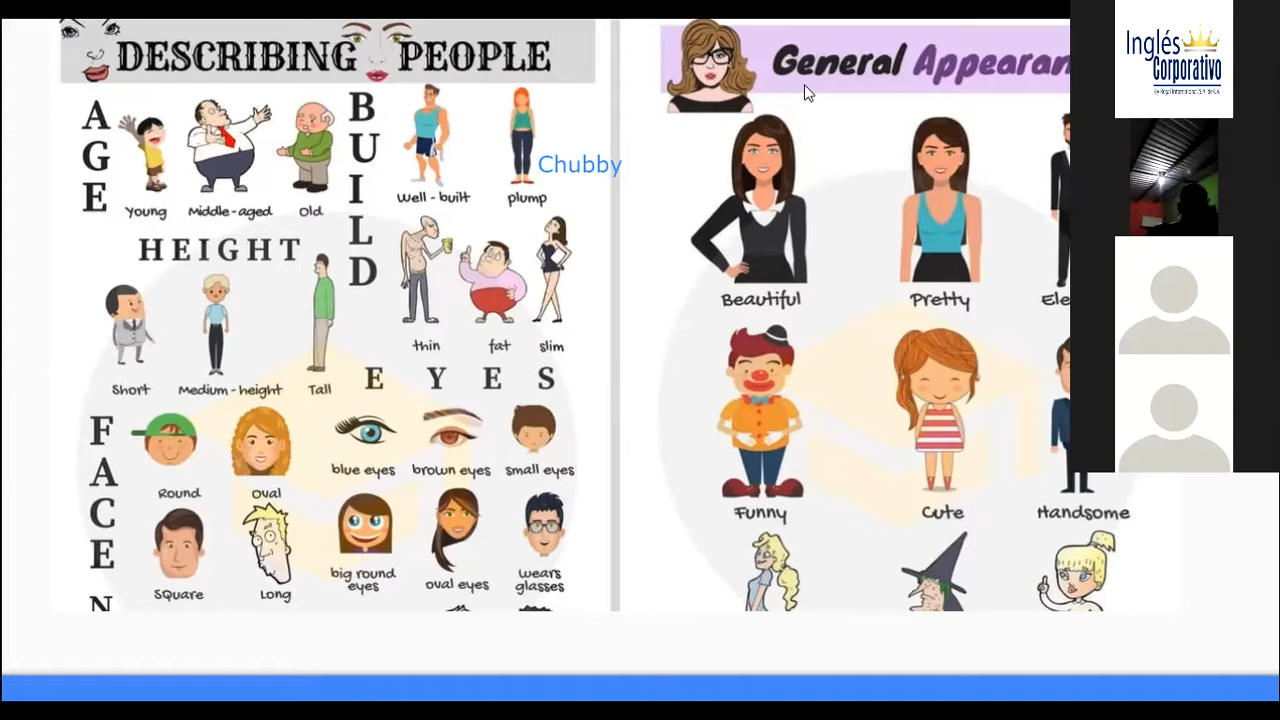 DESCRIBING PEOPLE
AGE
Young Middle-aged Old
BUILD
Well-built plump
Chubby
thin fat slim
HEIGHT
Short Medium-height Tall
EYES
blue eyes brown eyes small eyes
big round eyes oval eyes wears glasses
FACE
Round Oval
Square Long
General Appearan
Beautiful Pretty Ele
Funny Cute Handsome
Inglés
Corporativo